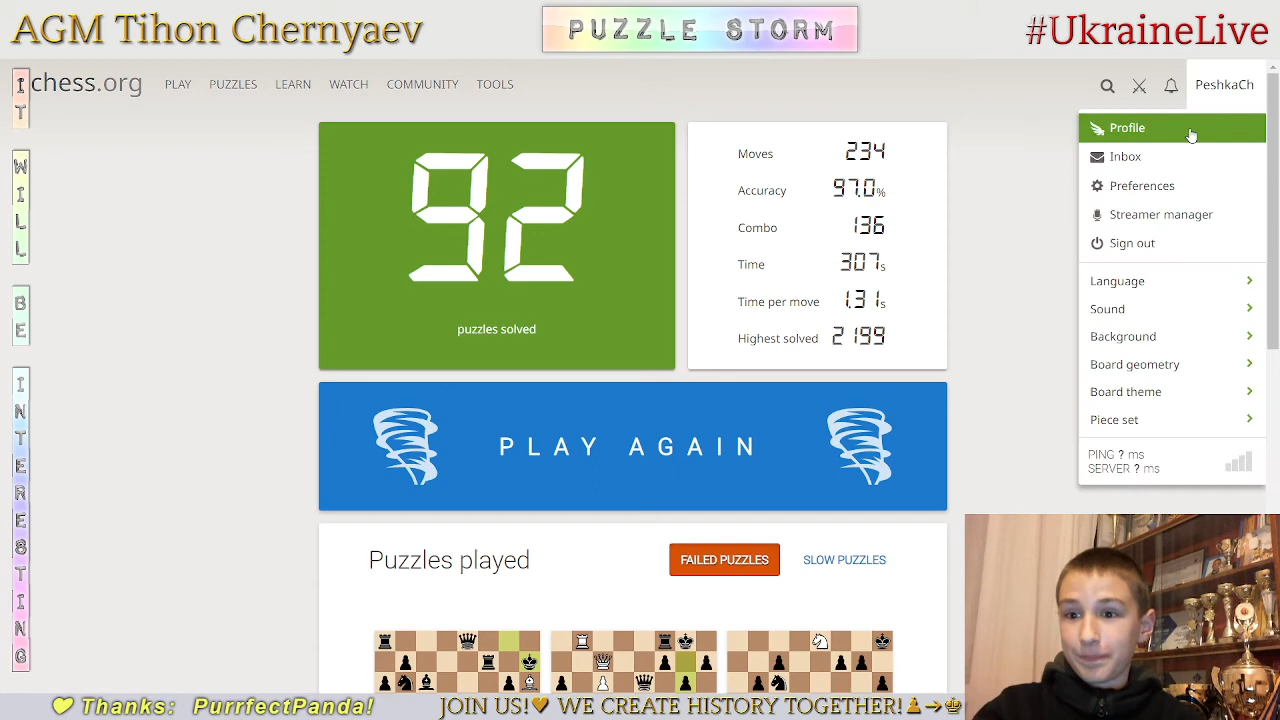 AGM Tihon Chernyaev
PUZZLE STORM
#UkraineLive
IT
WILL
BE
INTERESTING
chess.org
PLAY
PUZZLES
LEARN
WATCH
COMMUNITY
TOOLS
PeshkaCh
92
puzzles solved
Moves 234
Accuracy 97.0%
Combo 136
Time 307s
Time per move 1.31s
Highest solved 2199
Profile
Inbox
Preferences
Streamer manager
Sign out
Language
Sound
Background
Board geometry
Board theme
Piece set
PING ? ms
SERVER ? ms
PLAY AGAIN
Puzzles played
FAILED PUZZLES
SLOW PUZZLES
Thanks: PurrfectPanda!
JOIN US! WE CREATE HISTORY TOGETHER!